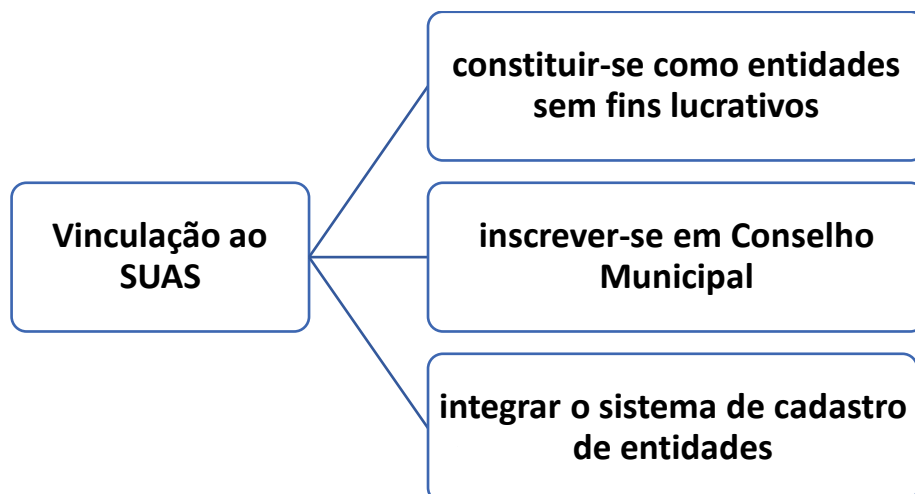 constituir-se como entidades
sem fins lucrativos
Vinculação ao
SUAS
inscrever-se em Conselho
Municipal
integrar o sistema de cadastro
de entidades